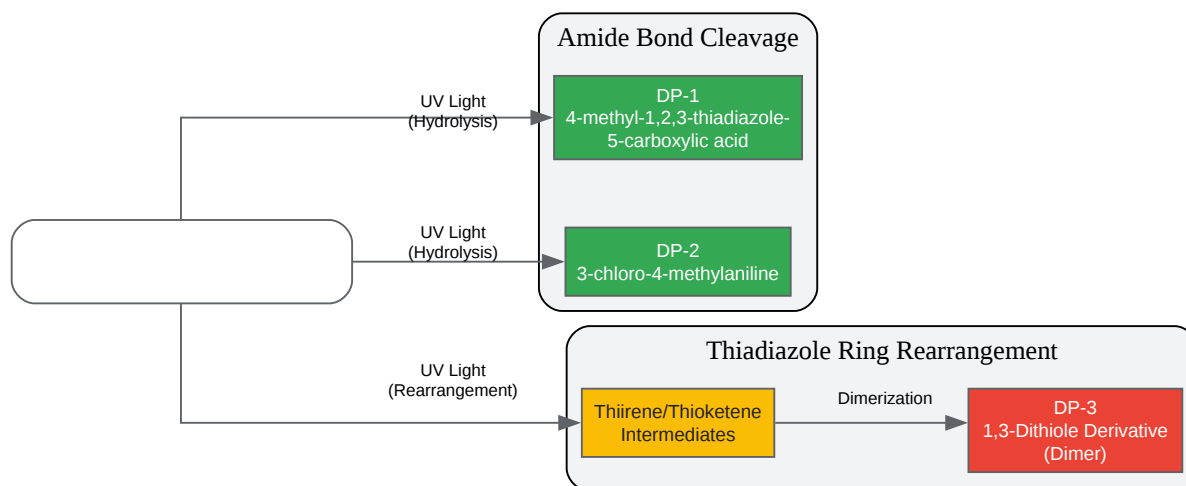 Amide Bond Cleavage
UV Light
(Hydrolysis)
DP-1
4-methyl-1,2,3-thiadiazole-
5-carboxylic acid
UV Light
(Hydrolysis)
DP-2
3-chloro-4-methylaniline
Thiadiazole Ring Rearrangement
UV Light
(Rearrangement)
Thiirene/Thioketene
Intermediates
Dimerization
DP-3
1,3-Dithiole Derivative
(Dimer)